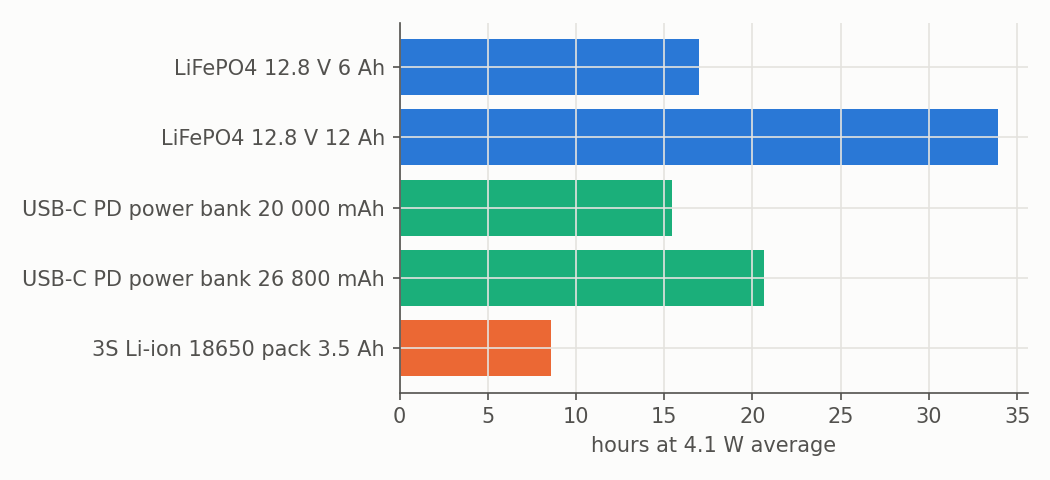 LiFePO4 12.8 V 6 Ah
LiFePO4 12.8 V 12 Ah
USB-C PD power bank 20 000 mAh
USB-C PD power bank 26 800 mAh
3S Li-ion 18650 pack 3.5 Ah
0 5 10 15 20 25 30 35
hours at 4.1 W average